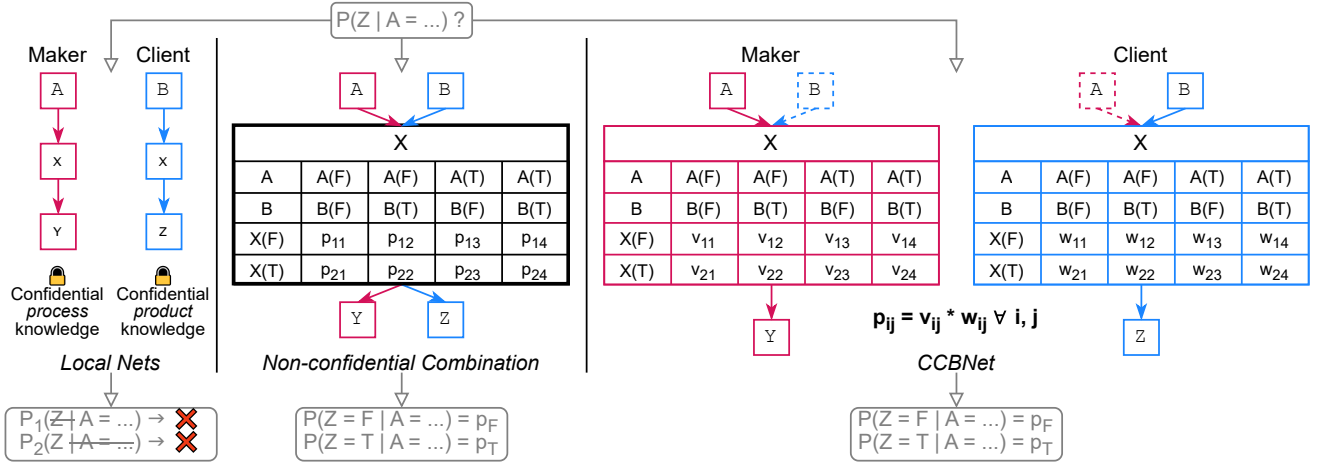 P(Z | A = ...) ?
Maker
Client
A
B
X
X
Y
Z
Confidential
process
knowledge
Confidential
product
knowledge
Local Nets
P1(Z | A = ...) → ❌
P2(Z | A = ...) → ❌
A
B
X
A A(F) A(F) A(T) A(T)
B B(F) B(T) B(F) B(T)
X(F) p11 p12 p13 p14
X(T) p21 p22 p23 p24
Y
Z
Non-confidential Combination
P(Z = F | A = ...) = pF
P(Z = T | A = ...) = pT
Maker
A
B
X
A A(F) A(F) A(T) A(T)
B B(F) B(T) B(F) B(T)
X(F) v11 v12 v13 v14
X(T) v21 v22 v23 v24
Y
Client
A
B
X
A A(F) A(F) A(T) A(T)
B B(F) B(T) B(F) B(T)
X(F) w11 w12 w13 w14
X(T) w21 w22 w23 w24
Z
pij = vij * wij ∀ i, j
CCBNet
P(Z = F | A = ...) = pF
P(Z = T | A = ...) = pT